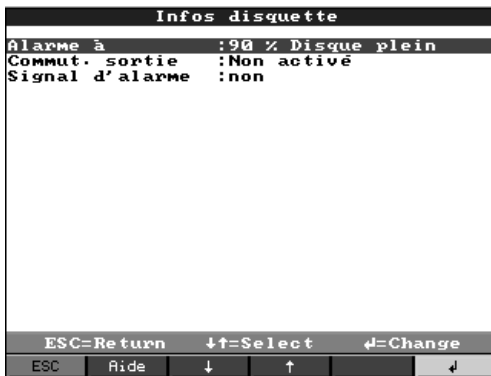 Infos disquette
Alarme à :90 % Disque plein
Commut. sortie :Non activé
Signal d'alarme :non
ESC=Return ↓↑=Select ↲=Change
ESC Aide ↓ ↑ ↲